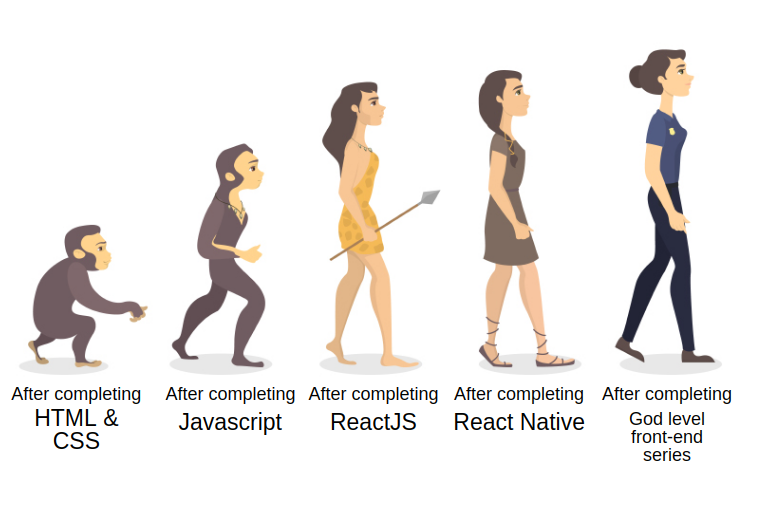 After completing
HTML &
CSS
After completing
Javascript
After completing
ReactJS
After completing
React Native
After completing
God level
front-end
series